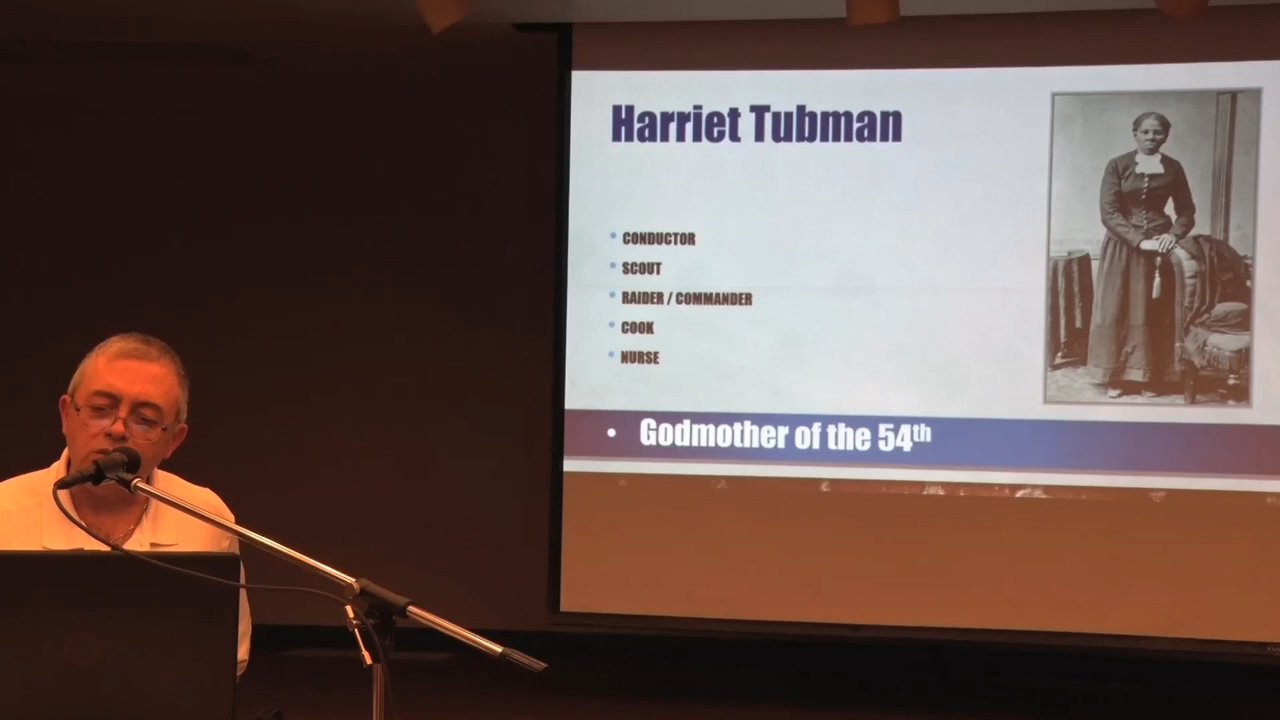 Harriet Tubman
• CONDUCTOR
• SCOUT
• RAIDER / COMMANDER
• COOK
• NURSE
• Godmother of the 54th